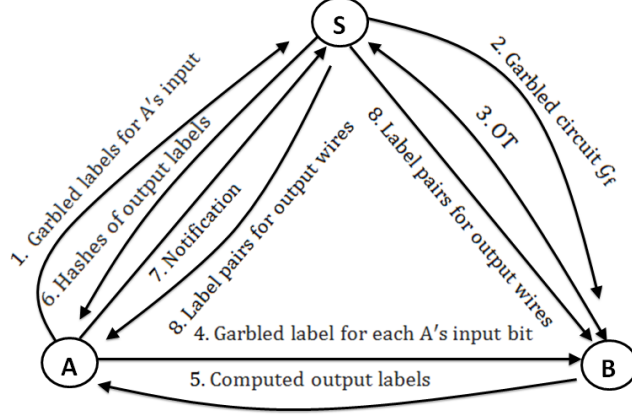 S
1. Garbled labels for A's input
6. Hashes of output labels
7. Notification
8. Label pairs for output wires
8. Label pairs for output wires
3. OT
2. Garbled circuit 𝒢f
4. Garbled label for each A's input bit
A
B
5. Computed output labels